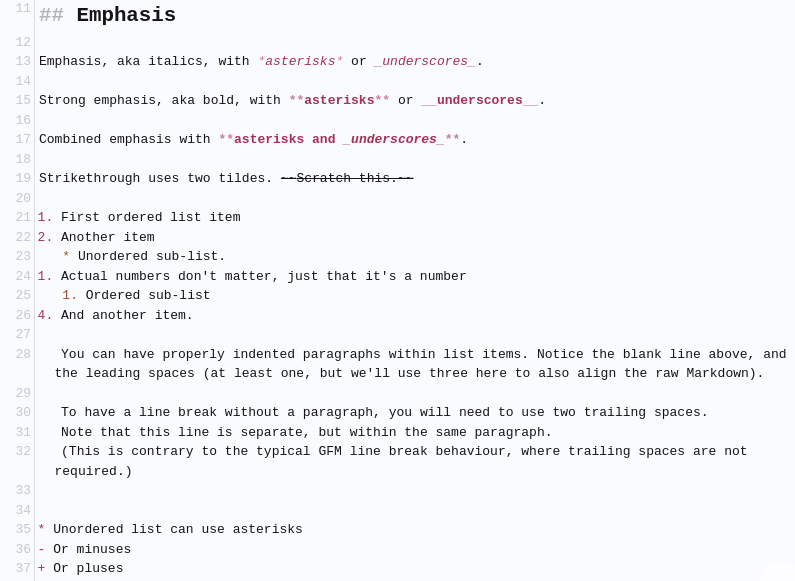 11 ## Emphasis
12
13 Emphasis, aka italics, with *asterisks* or _underscores_.
14
15 Strong emphasis, aka bold, with **asterisks** or __underscores__.
16
17 Combined emphasis with **asterisks and _underscores_**.
18
19 Strikethrough uses two tildes. ~~Scratch this.~~
20
21 1. First ordered list item
22 2. Another item
23    * Unordered sub-list.
24 1. Actual numbers don't matter, just that it's a number
25    1. Ordered sub-list
26 4. And another item.
27
28    You can have properly indented paragraphs within list items. Notice the blank line above, and
the leading spaces (at least one, but we'll use three here to also align the raw Markdown).
29
30    To have a line break without a paragraph, you will need to use two trailing spaces.
31    Note that this line is separate, but within the same paragraph.
32    (This is contrary to the typical GFM line break behaviour, where trailing spaces are not
required.)
33
34
35 * Unordered list can use asterisks
36 - Or minuses
37 + Or pluses